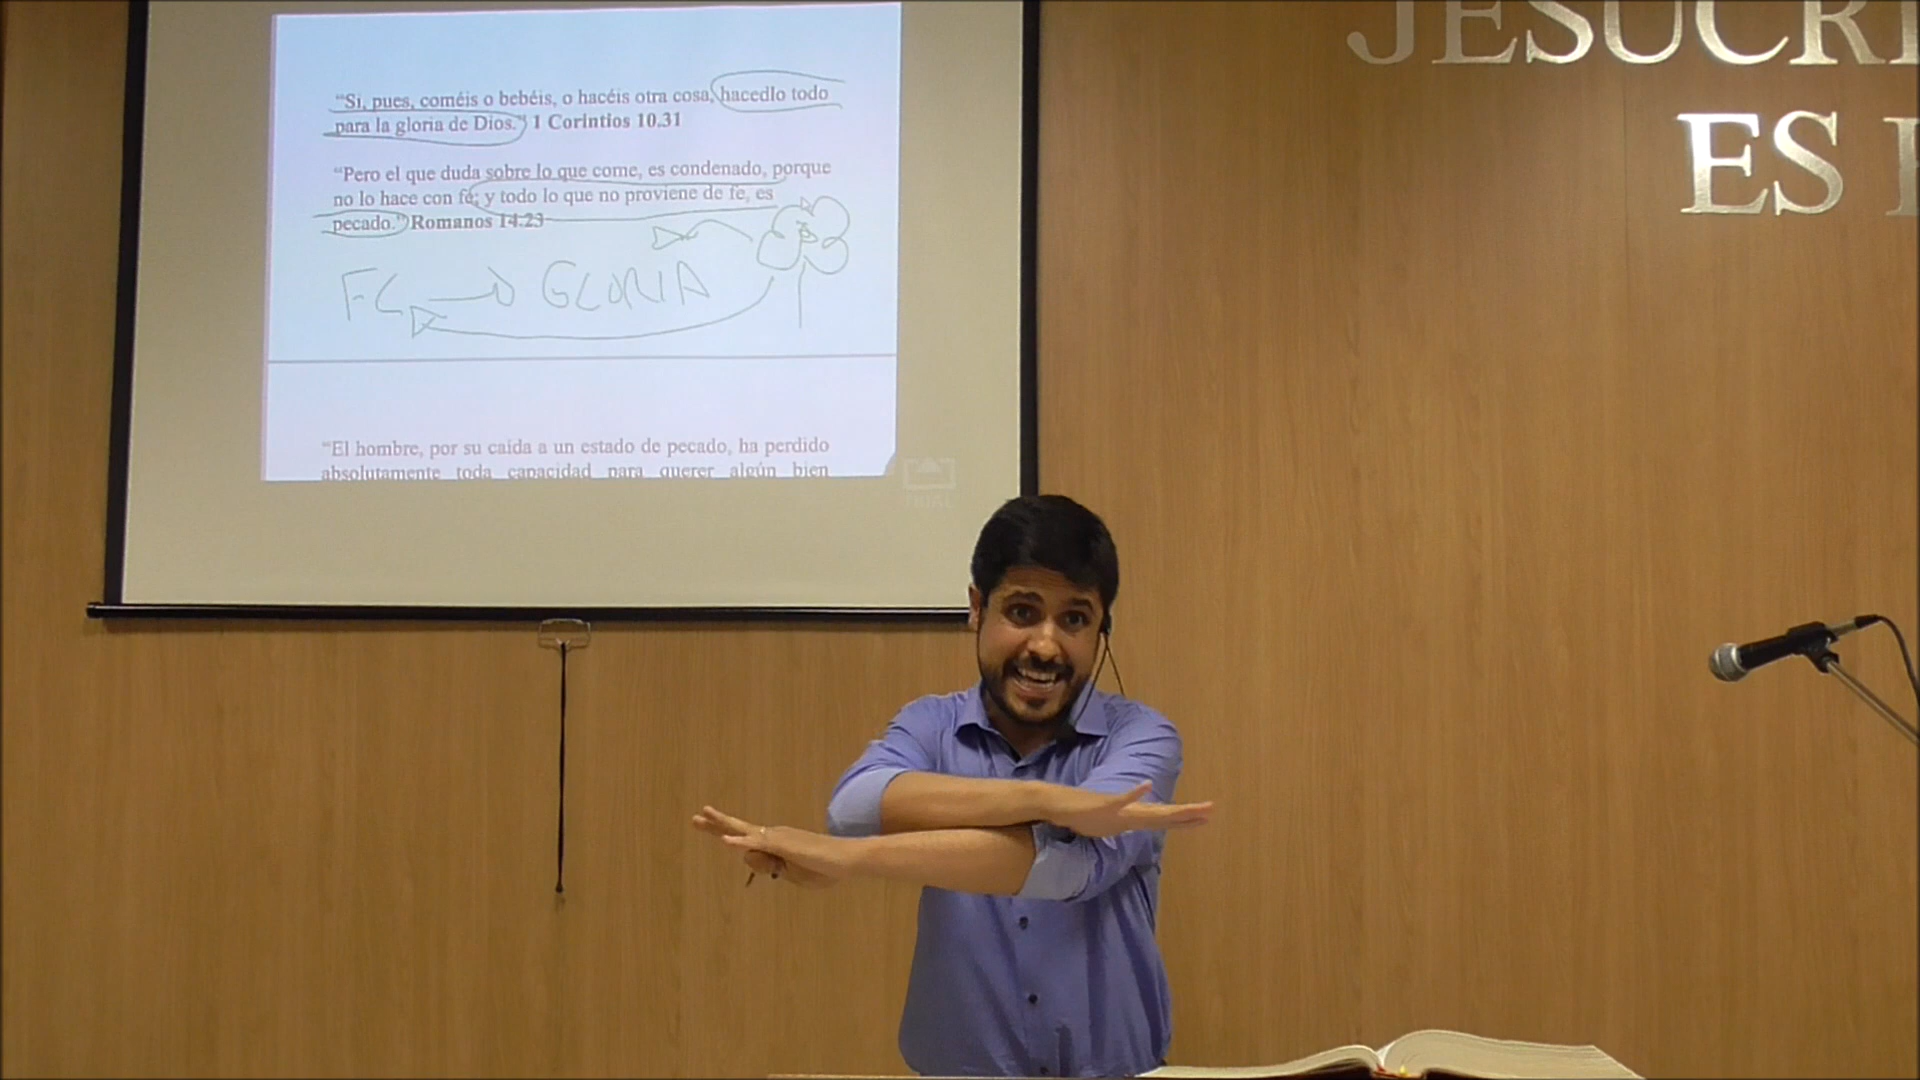 "Si, pues, coméis o bebéis, o hacéis otra cosa, hacedlo todo
para la gloria de Dios." 1 Corintios 10.31
"Pero el que duda sobre lo que come, es condenado, porque
no lo hace con fe; y todo lo que no proviene de fe, es
pecado." Romanos 14.23
FE GLORIA
"El hombre, por su caída a un estado de pecado, ha perdido
absolutamente toda capacidad para querer algún bien
JESUCRI
ES